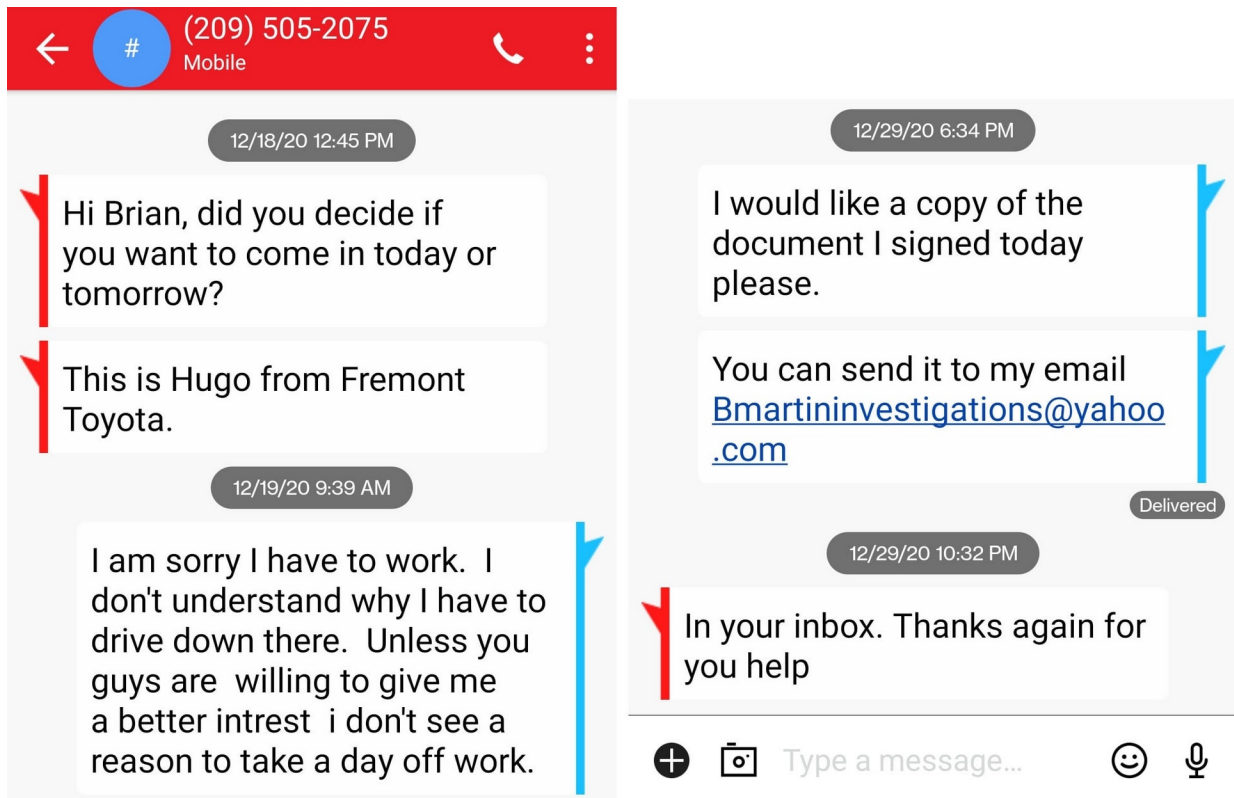 (209) 505-2075
Mobile
#
12/18/20 12:45 PM
Hi Brian, did you decide if
you want to come in today or
tomorrow?
This is Hugo from Fremont
Toyota.
12/19/20 9:39 AM
I am sorry I have to work.  I
don't understand why I have to
drive down there.  Unless you
guys are  willing to give me
a better intrest  i don't see a
reason to take a day off work.
12/29/20 6:34 PM
I would like a copy of the
document I signed today
please.
You can send it to my email
Bmartininvestigations@yahoo
.com
Delivered
12/29/20 10:32 PM
In your inbox. Thanks again for
you help
Type a message...